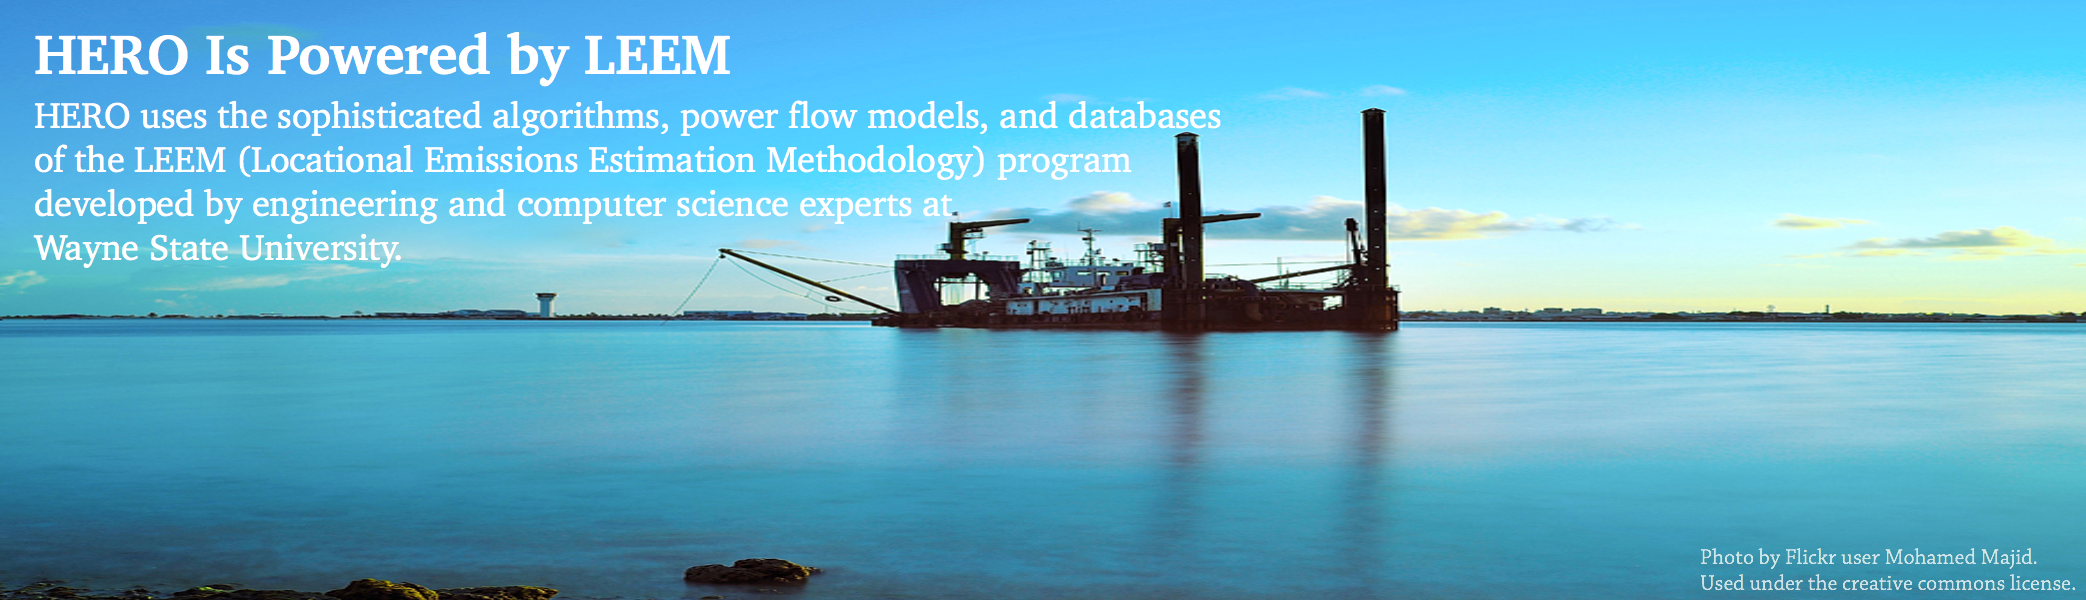 HERO Is Powered by LEEM
HERO uses the sophisticated algorithms, power flow models, and databases
of the LEEM (Locational Emissions Estimation Methodology) program
developed by engineering and computer science experts at
Wayne State University.
Photo by Flickr user Mohamed Majid.
Used under the creative commons license.